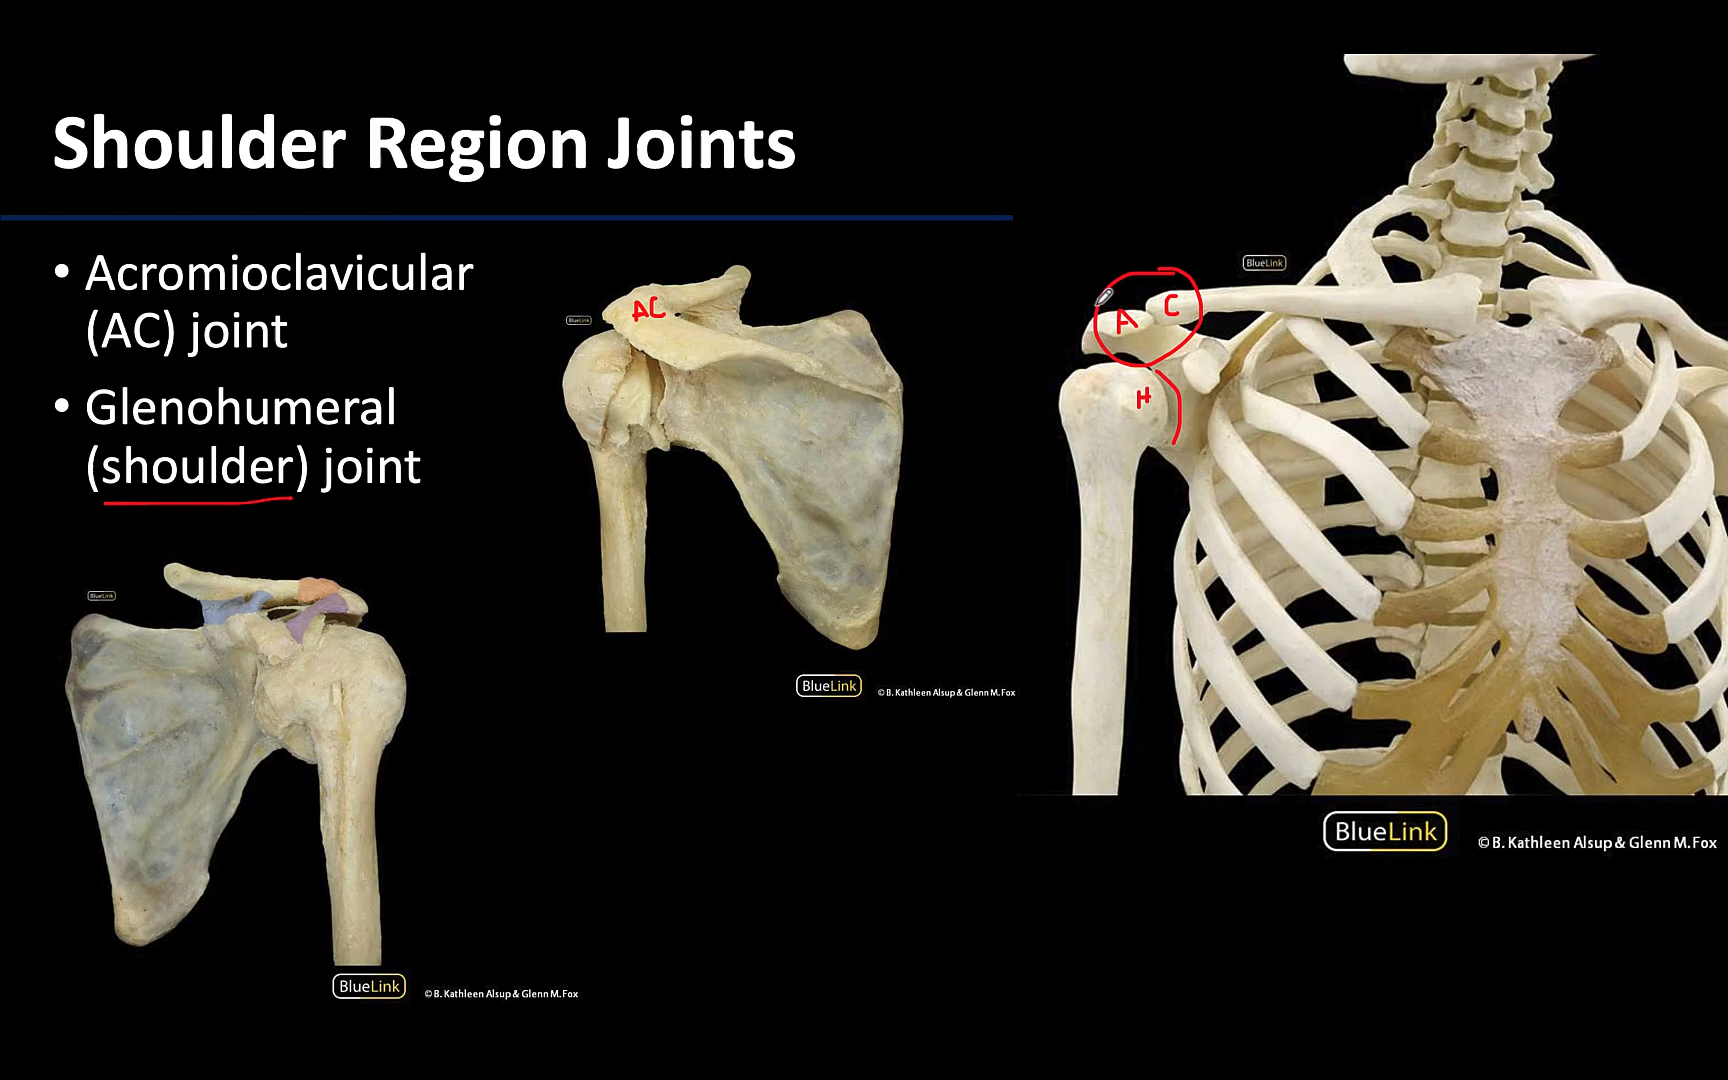 Shoulder Region Joints
• Acromioclavicular
(AC) joint
• Glenohumeral
(shoulder) joint
BlueLink
AC
BlueLink
© B. Kathleen Alsup & Glenn M. Fox
BlueLink
BlueLink
© B. Kathleen Alsup & Glenn M. Fox
BlueLink
A
C
H
BlueLink
© B. Kathleen Alsup & Glenn M. Fox